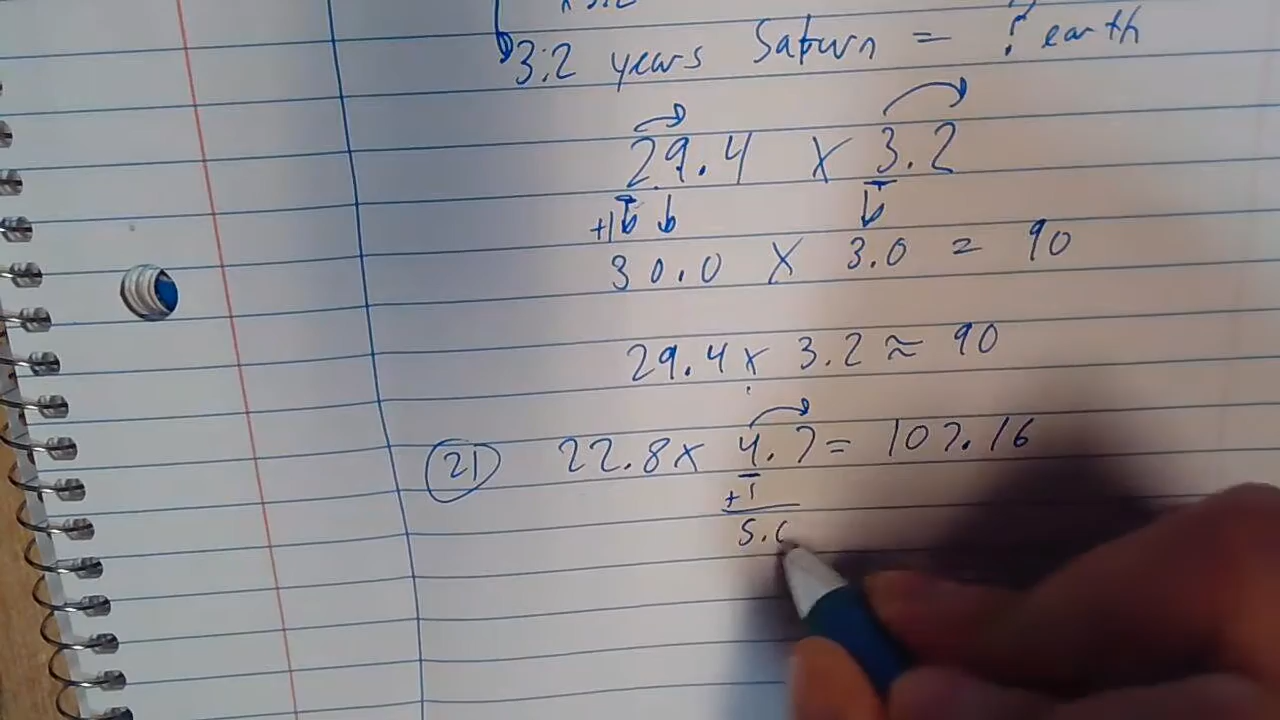 3.2 years Saturn = ? earth
29.4 x 3.2
+1
30.0 x 3.0 = 90
29.4 x 3.2 ≈ 90
21 22.8 x 4.7 = 107.16
+1
5.0